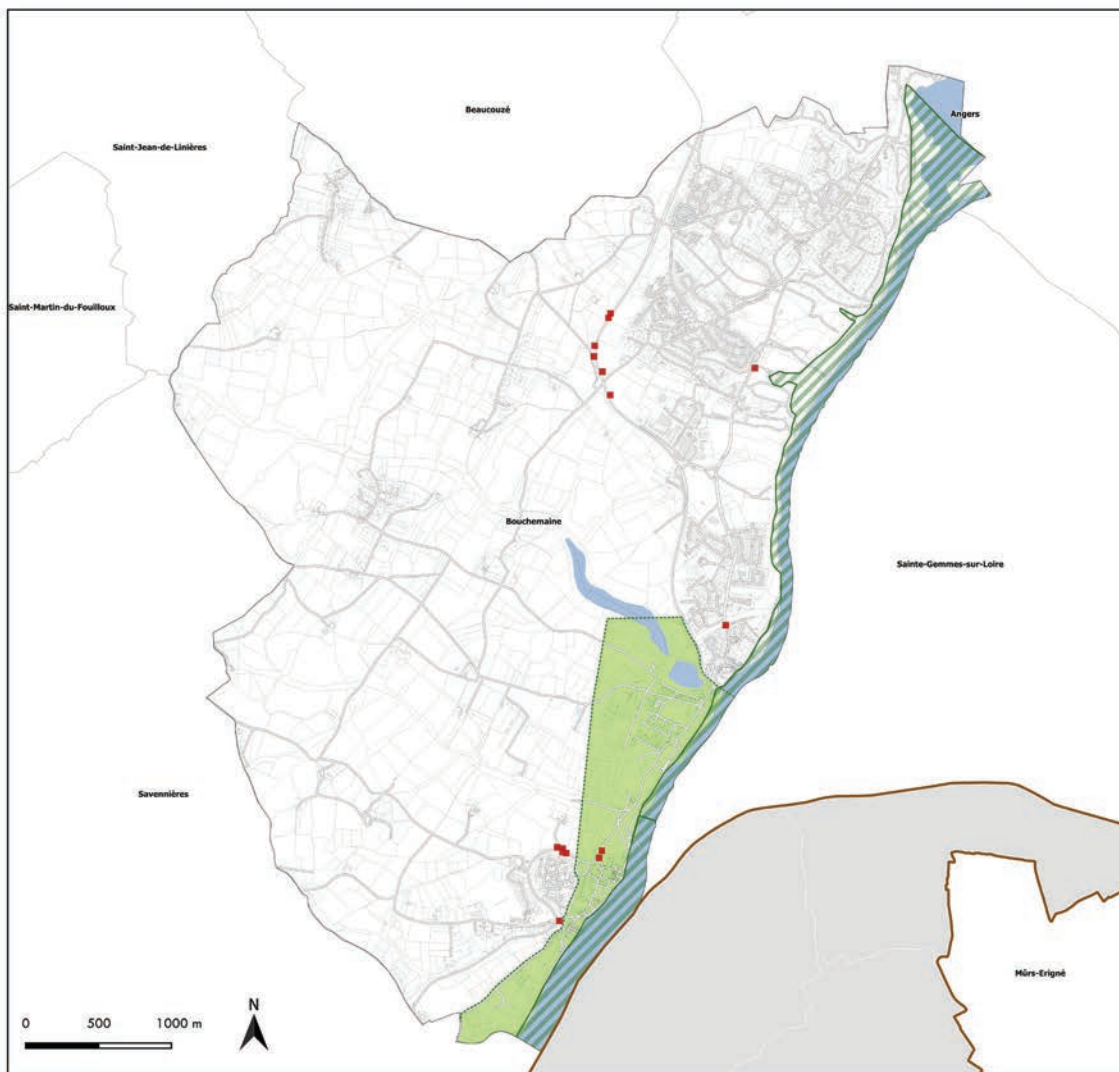 Beaucouzé
Angers
Saint-Jean-de-Linières
Saint-Martin-du-Fouilloux
Bouchemaine
Sainte-Gemmes-sur-Loire
Savennières
Mûrs-Erigné
0 500 1000 m
N